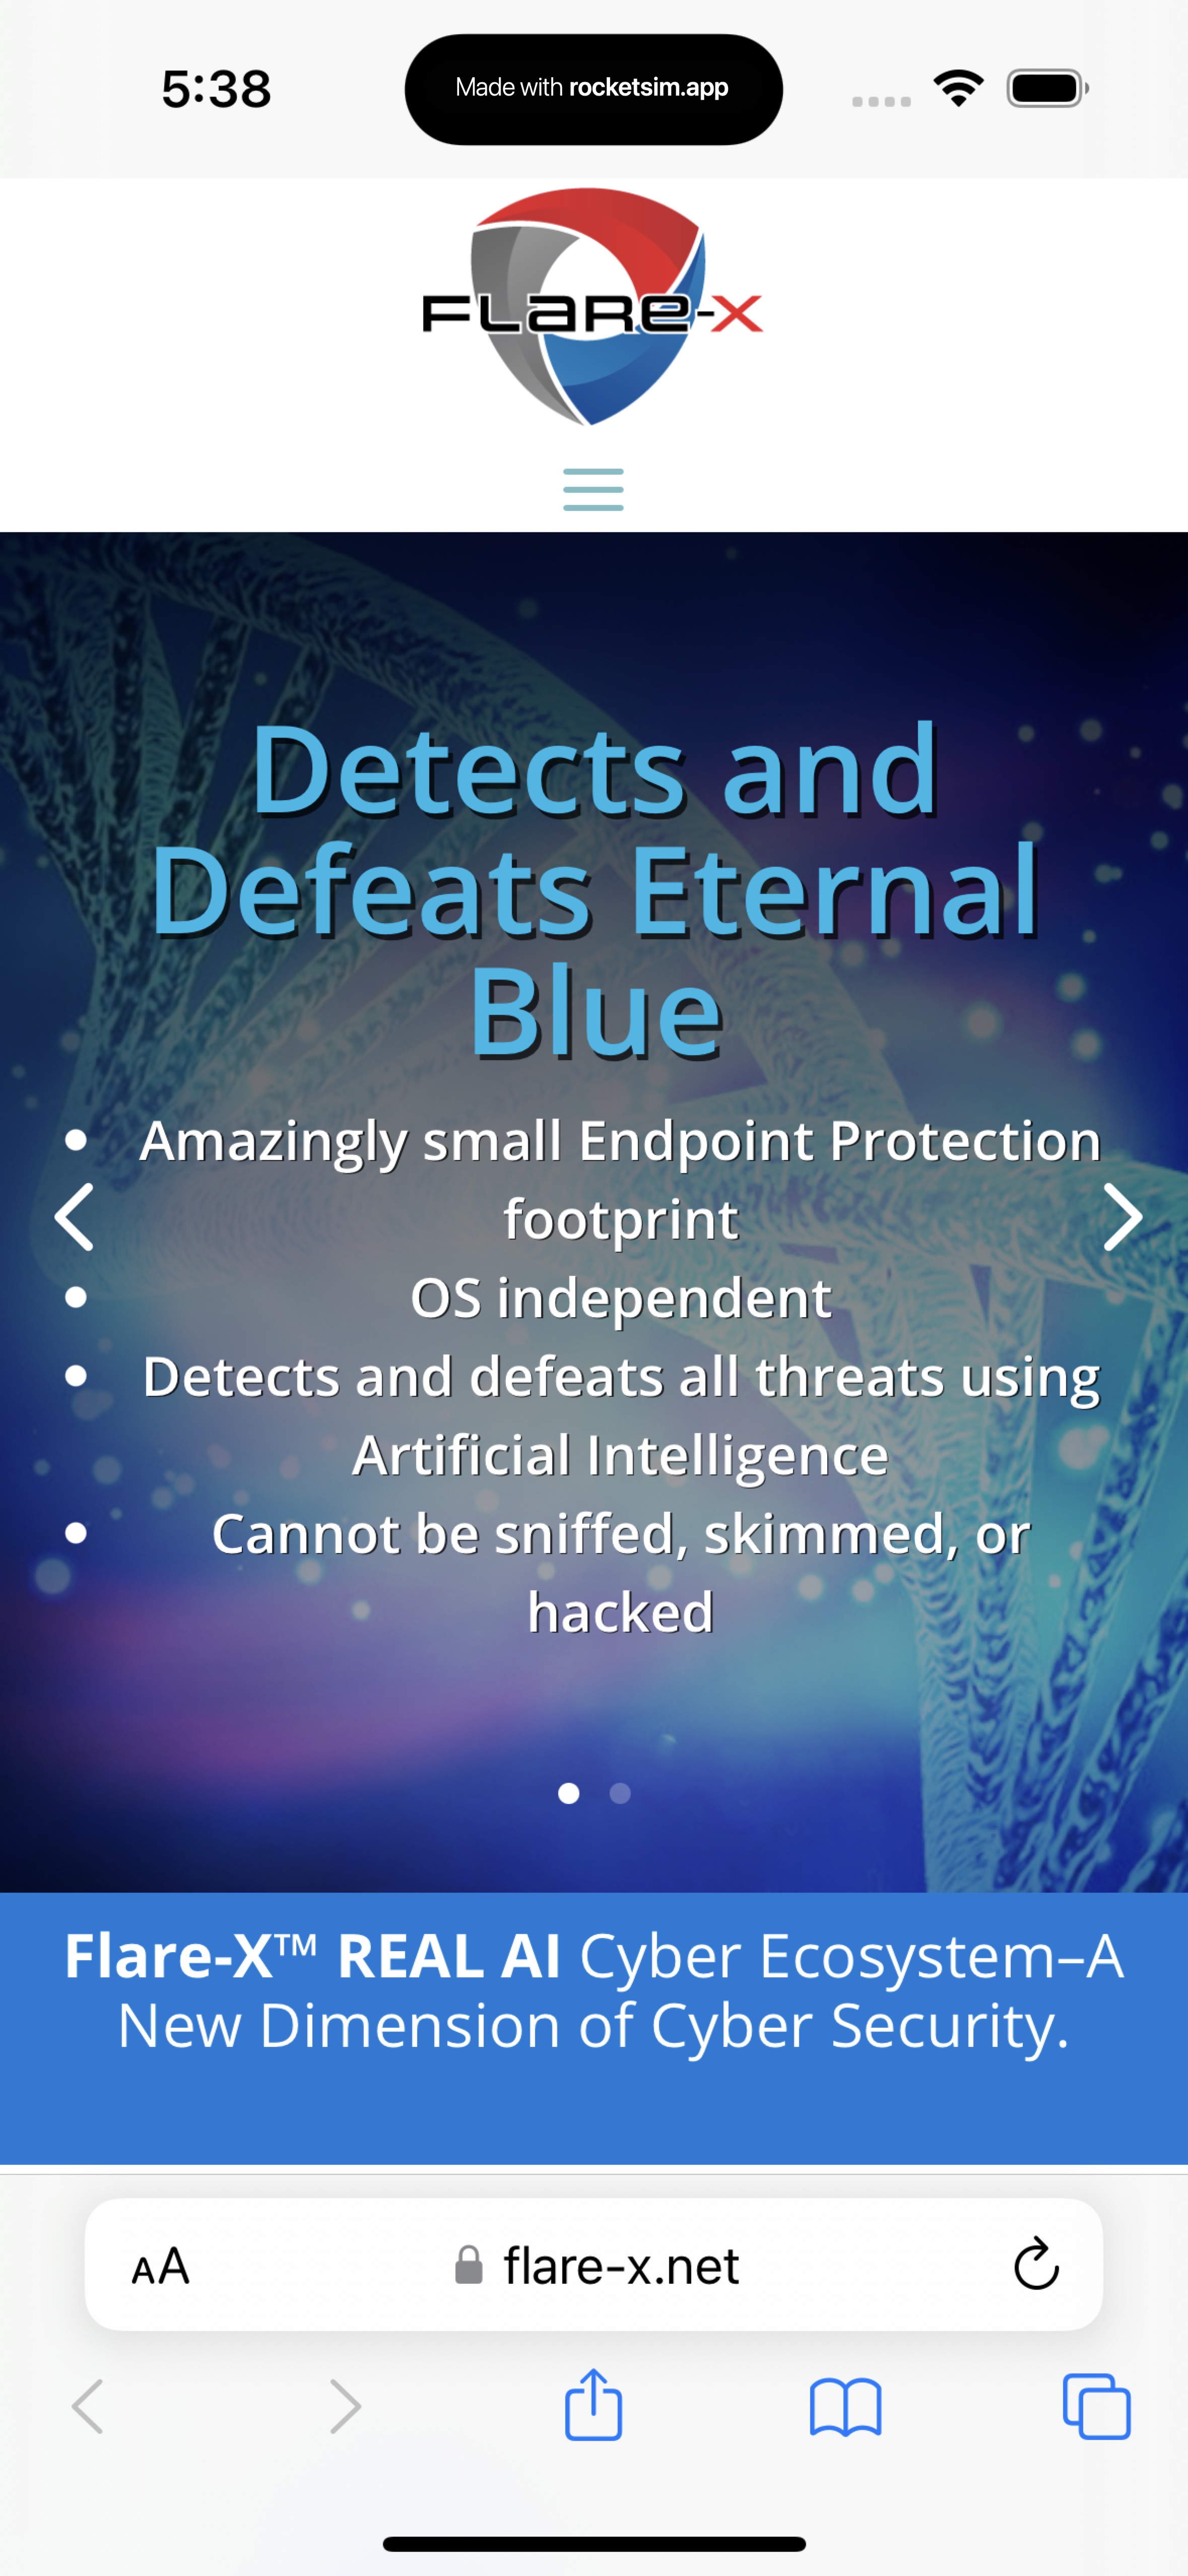 5:38
Made with rocketsim.app
FLaRe-X
Detects and
Defeats Eternal
Blue
• Amazingly small Endpoint Protection
footprint
• OS independent
• Detects and defeats all threats using
Artificial Intelligence
• Cannot be sniffed, skimmed, or
hacked
Flare-X™ REAL AI Cyber Ecosystem–A
New Dimension of Cyber Security.
AA flare-x.net